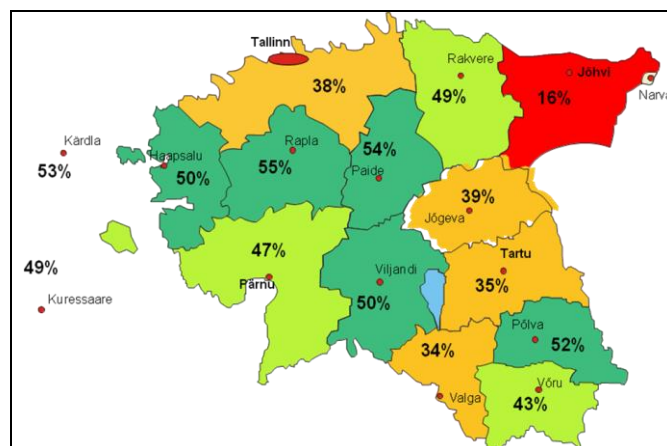 Tallinn
Rakvere
Jõhvi
38%
49%
16%
Narva
Kärdla
53%
Haapsalu
50%
Rapla
55%
54%
Paide
39%
Jõgeva
47%
Pärnu
49%
Kuressaare
Viljandi
50%
Tartu
35%
Põlva
52%
34%
Valga
Võru
43%